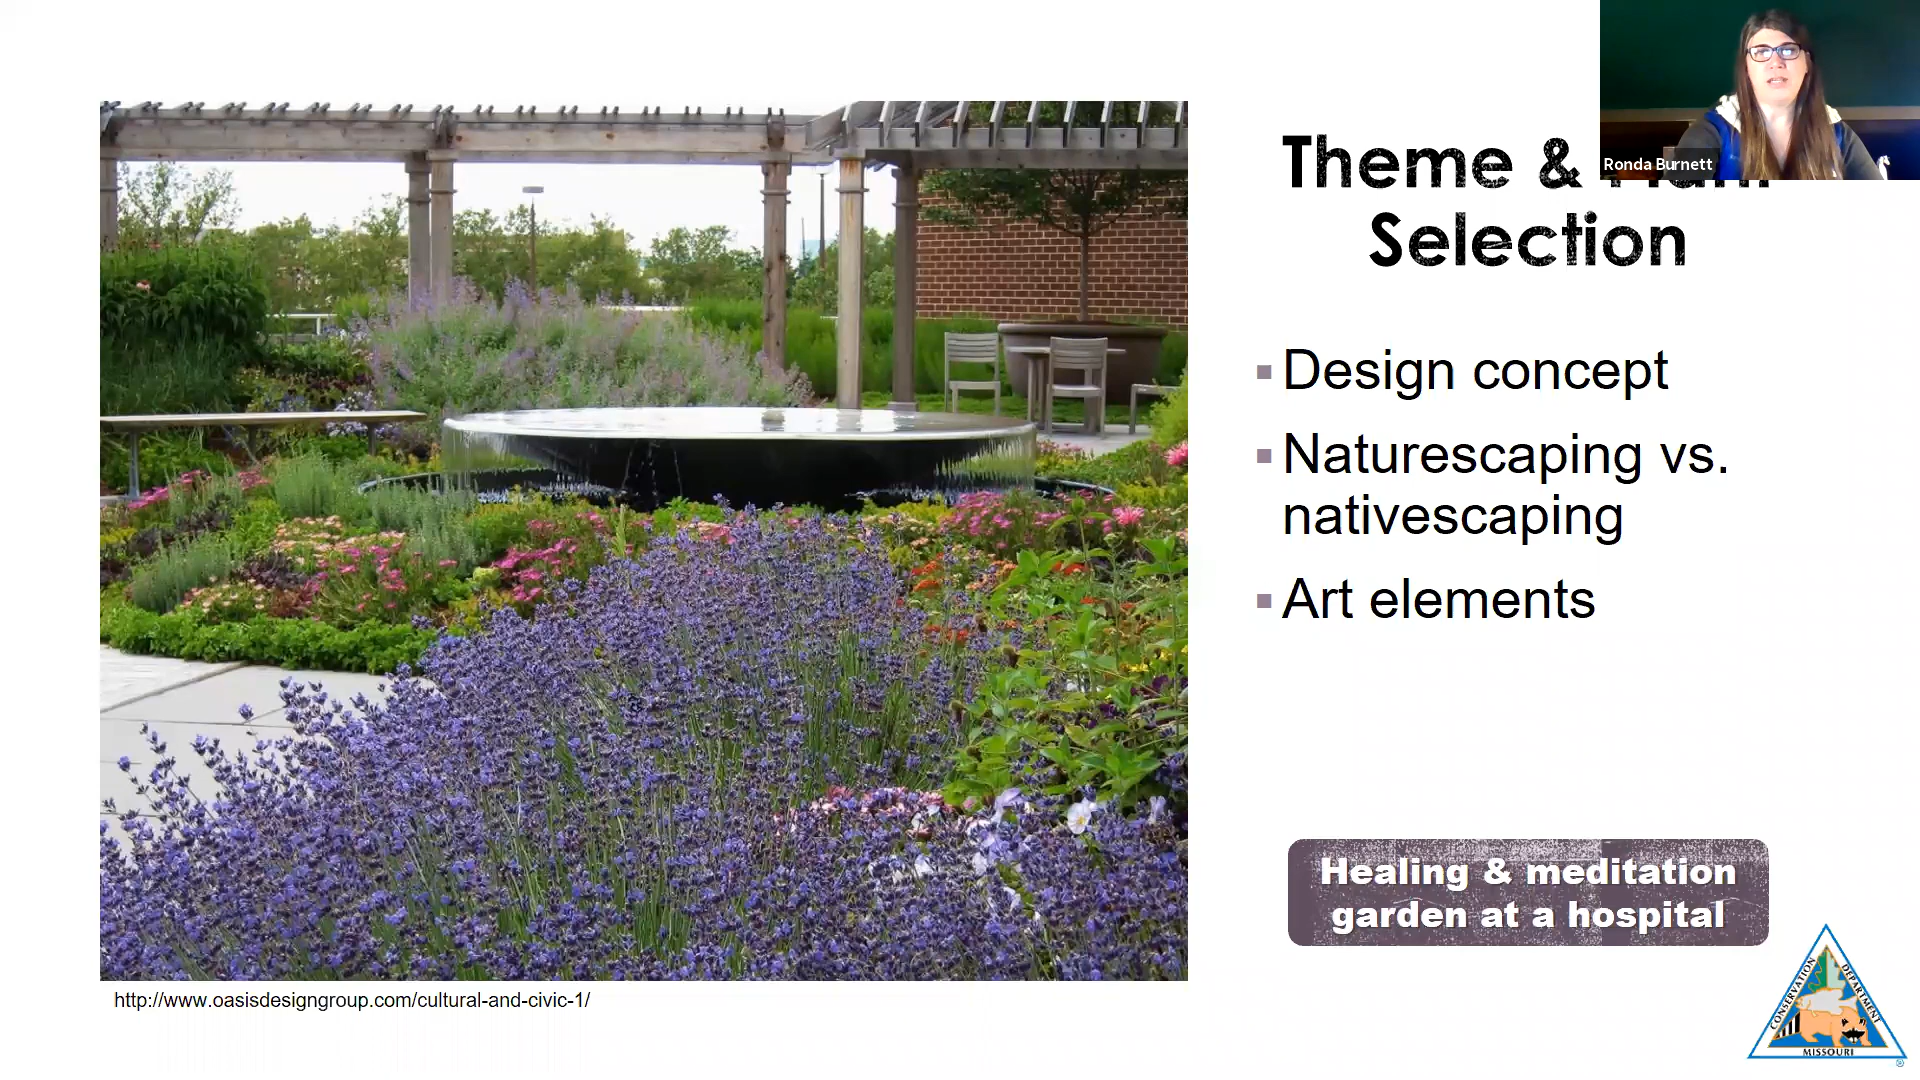 Theme &
Selection
Ronda Burnett
Design concept
Naturescaping vs.
nativescaping
Art elements
Healing & meditation
garden at a hospital
http://www.oasisdesigngroup.com/cultural-and-civic-1/
CONSERVATION
DEPARTMENT
MISSOURI
®